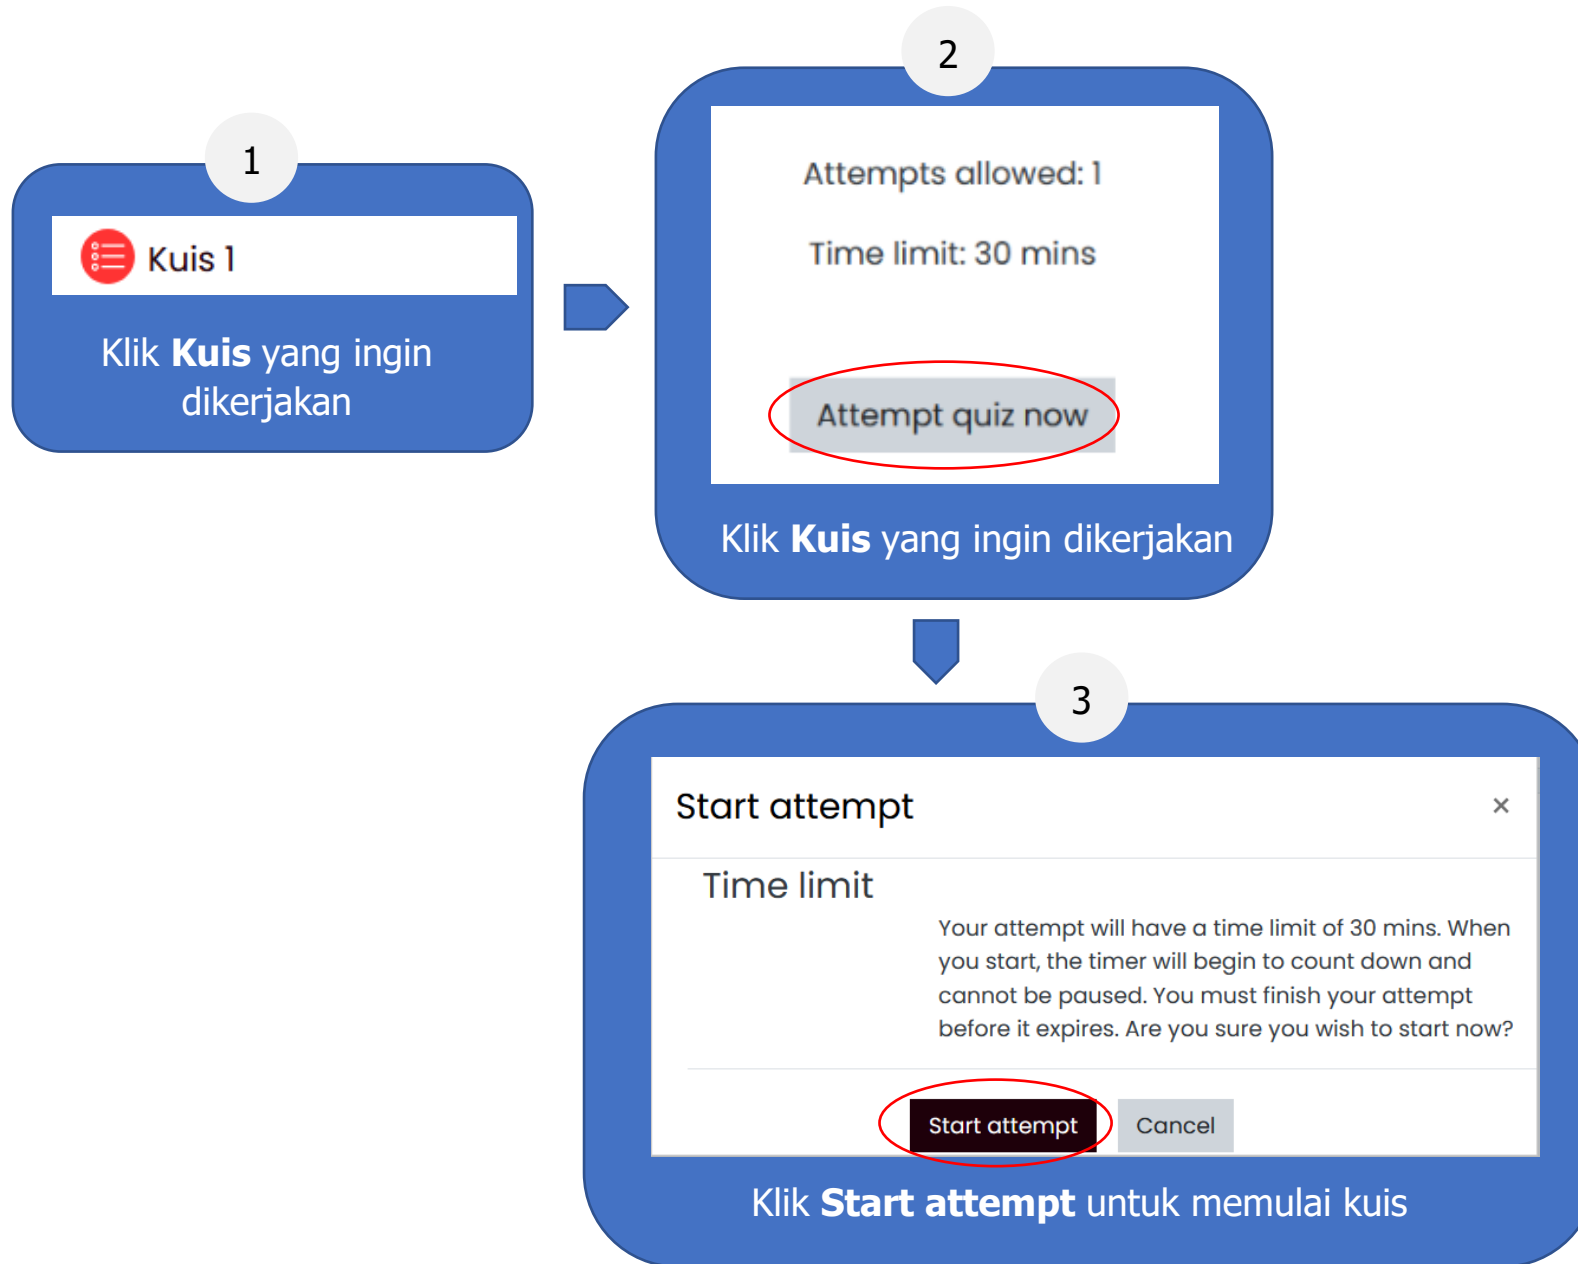 1
Kuis 1
Klik Kuis yang ingin
dikerjakan
2
Attempts allowed: 1
Time limit: 30 mins
Attempt quiz now
Klik Kuis yang ingin dikerjakan
3
Start attempt
×
Time limit
Your attempt will have a time limit of 30 mins. When
you start, the timer will begin to count down and
cannot be paused. You must finish your attempt
before it expires. Are you sure you wish to start now?
Start attempt
Cancel
Klik Start attempt untuk memulai kuis